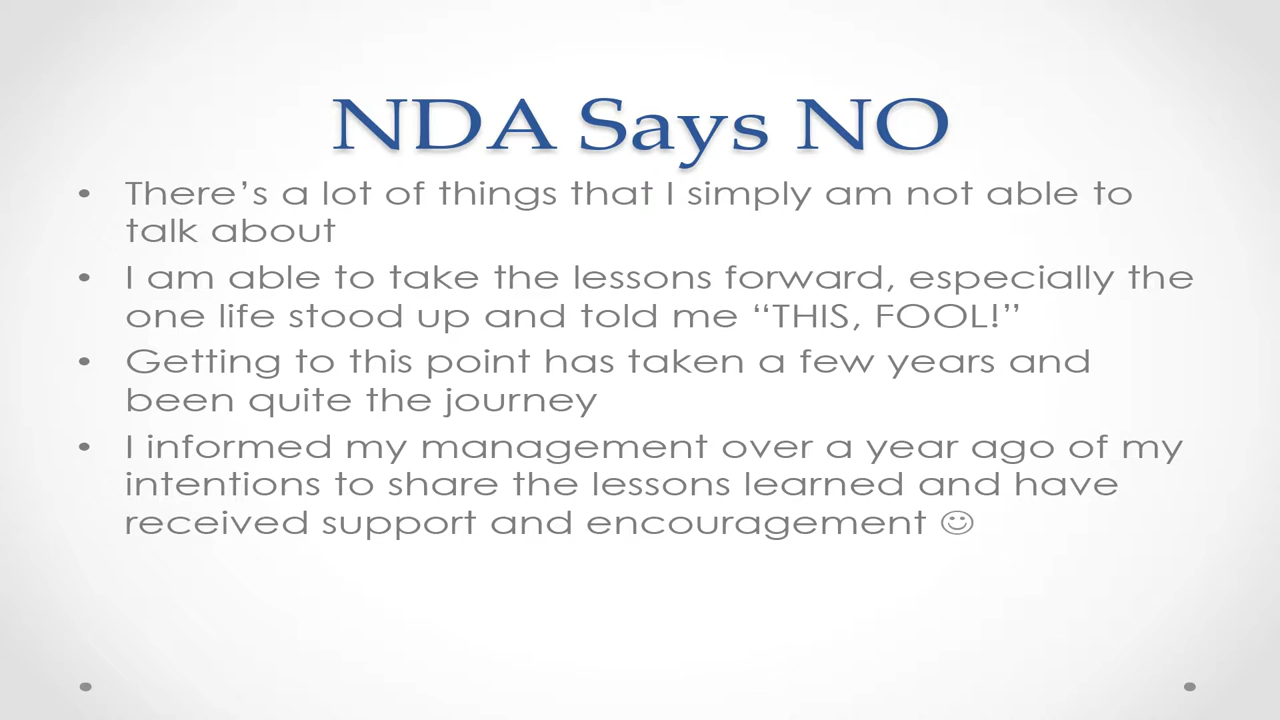 NDA Says NO
• There’s a lot of things that I simply am not able to
talk about
• I am able to take the lessons forward, especially the
one life stood up and told me “THIS, FOOL!”
• Getting to this point has taken a few years and
been quite the journey
• I informed my management over a year ago of my
intentions to share the lessons learned and have
received support and encouragement ☺